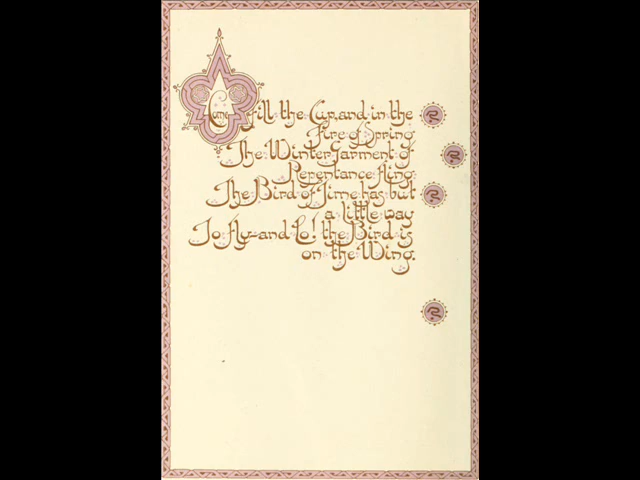 Come fill the Cup, and in the
Fire of Spring
The Winter Garment of
Repentance fling:
The Bird of Time has but
a little way
To fly—and Lo! the Bird is
on the Wing.